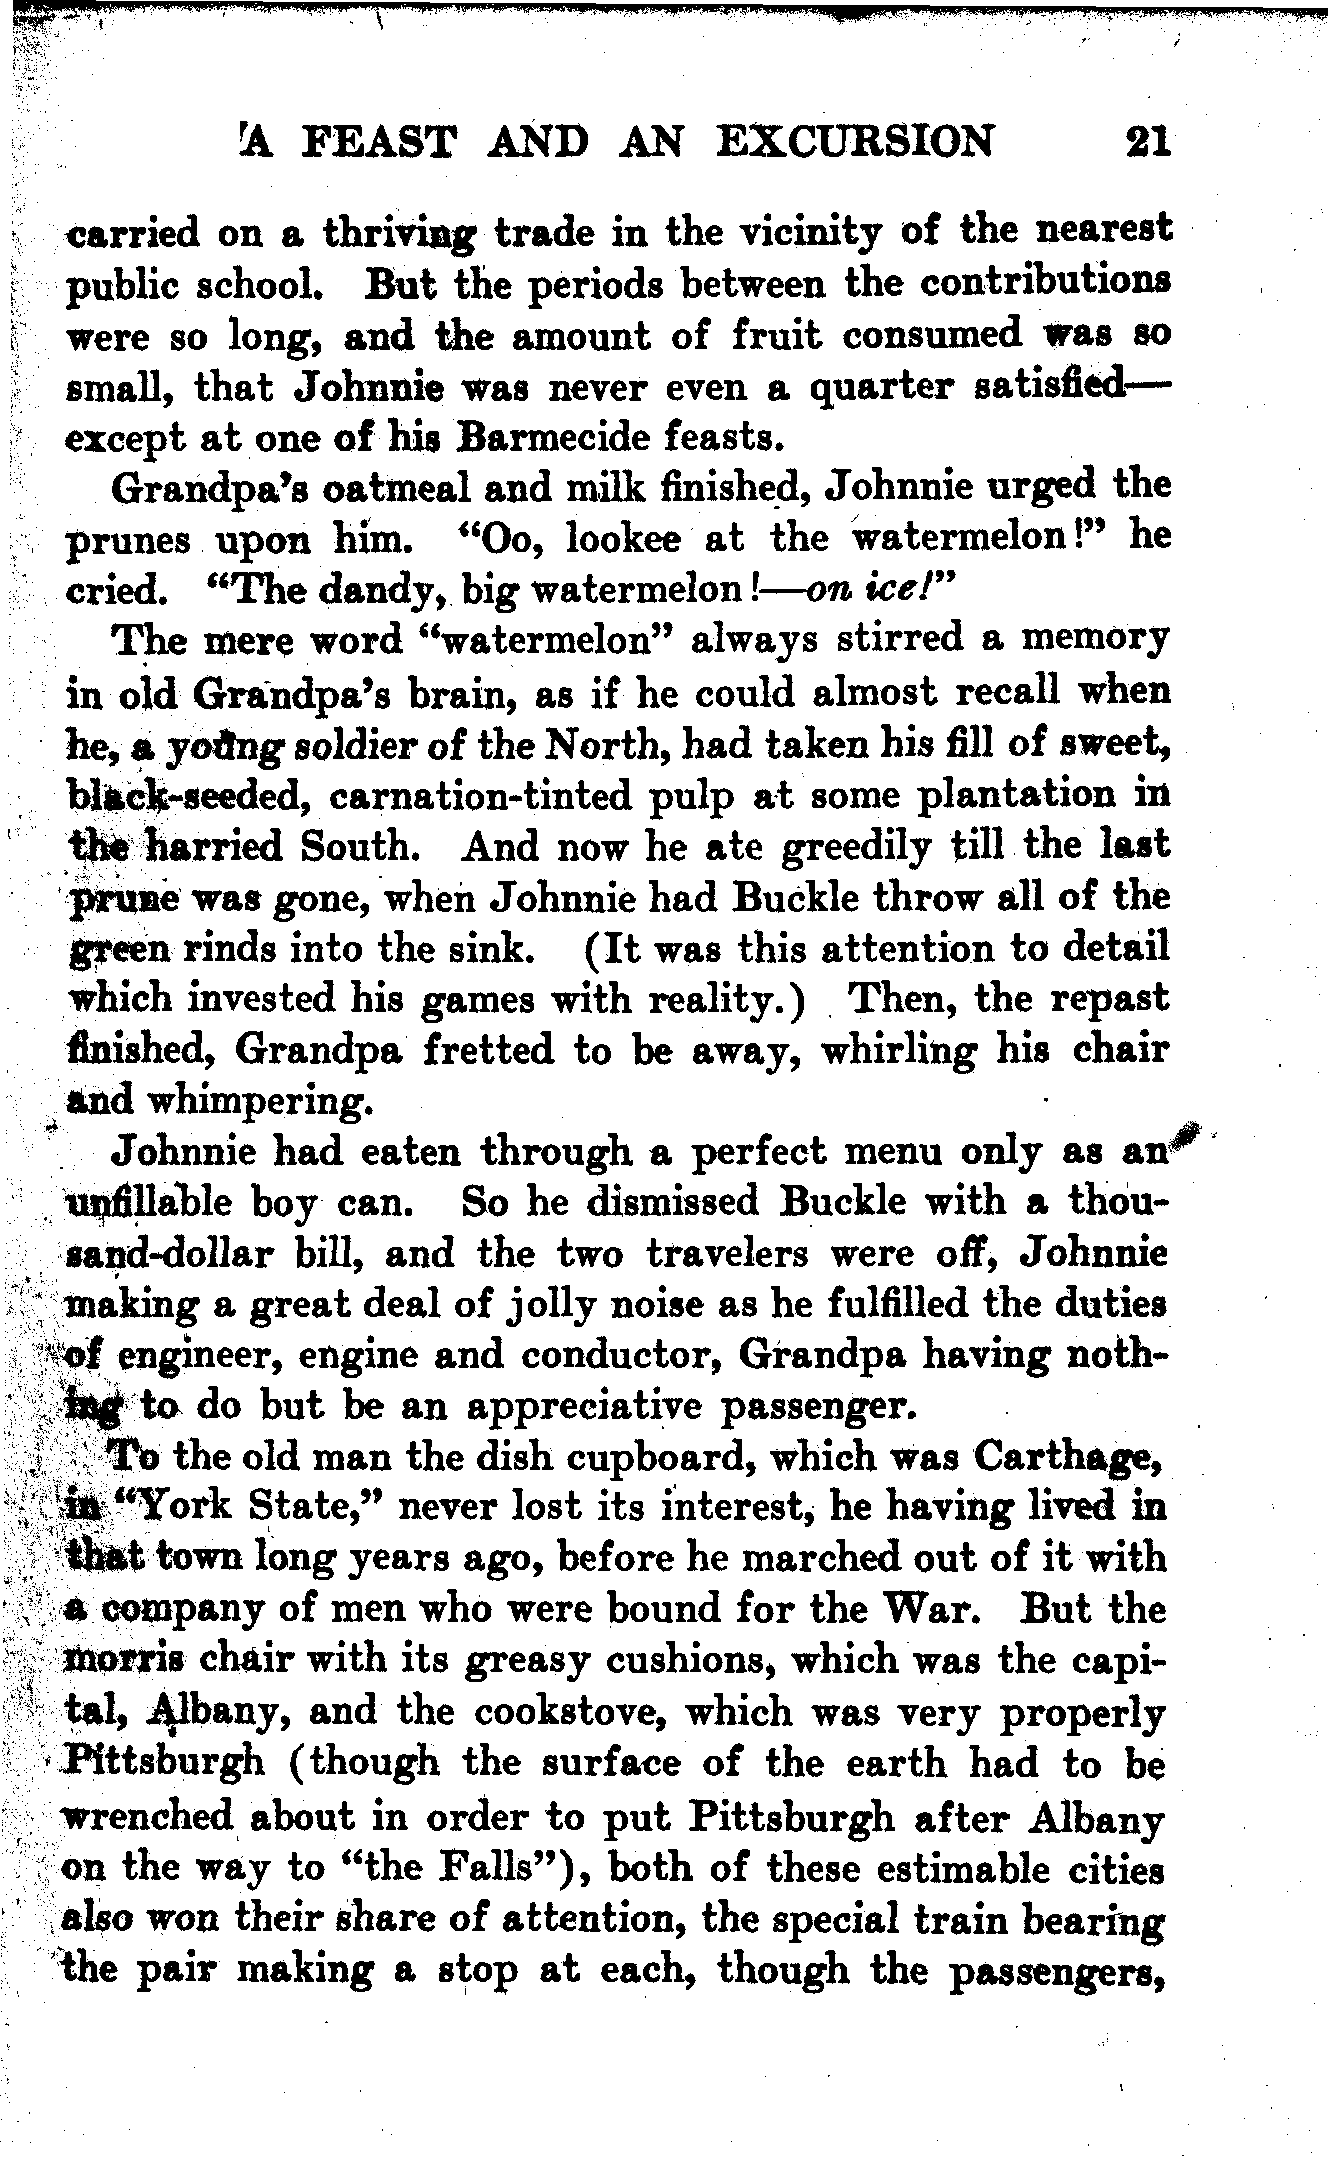 A FEAST AND AN EXCURSION 21
carried on a thriving trade in the vicinity of the nearest
public school. But the periods between the contributions
were so long, and the amount of fruit consumed was so
small, that Johnnie was never even a quarter satisfied—
except at one of his Barmecide feasts.
Grandpa's oatmeal and milk finished, Johnnie urged the
prunes upon him. "Oo, lookee at the watermelon!" he
cried. "The dandy, big watermelon!—on ice!"
The mere word "watermelon" always stirred a memory
in old Grandpa's brain, as if he could almost recall when
he, a young soldier of the North, had taken his fill of sweet,
black-seeded, carnation-tinted pulp at some plantation in
the harried South. And now he ate greedily till the last
prune was gone, when Johnnie had Buckle throw all of the
green rinds into the sink. (It was this attention to detail
which invested his games with reality.) Then, the repast
finished, Grandpa fretted to be away, whirling his chair
and whimpering.
Johnnie had eaten through a perfect menu only as an
unfillable boy can. So he dismissed Buckle with a thou-
sand-dollar bill, and the two travelers were off, Johnnie
making a great deal of jolly noise as he fulfilled the duties
of engineer, engine and conductor, Grandpa having noth-
ing to do but be an appreciative passenger.
To the old man the dish cupboard, which was Carthage,
in "York State," never lost its interest, he having lived in
that town long years ago, before he marched out of it with
a company of men who were bound for the War. But the
morris chair with its greasy cushions, which was the capi-
tal, Albany, and the cookstove, which was very properly
Pittsburgh (though the surface of the earth had to be
wrenched about in order to put Pittsburgh after Albany
on the way to "the Falls"), both of these estimable cities
also won their share of attention, the special train bearing
the pair making a stop at each, though the passengers,